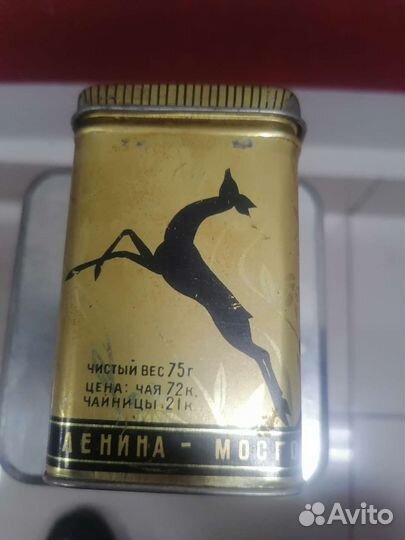 ЧИСТЫЙ ВЕС 75г
ЦЕНА: ЧАЯ 72к.
ЧАЙНИЦЫ 21к.
ЛЕНИНА - МОСГО
Avito